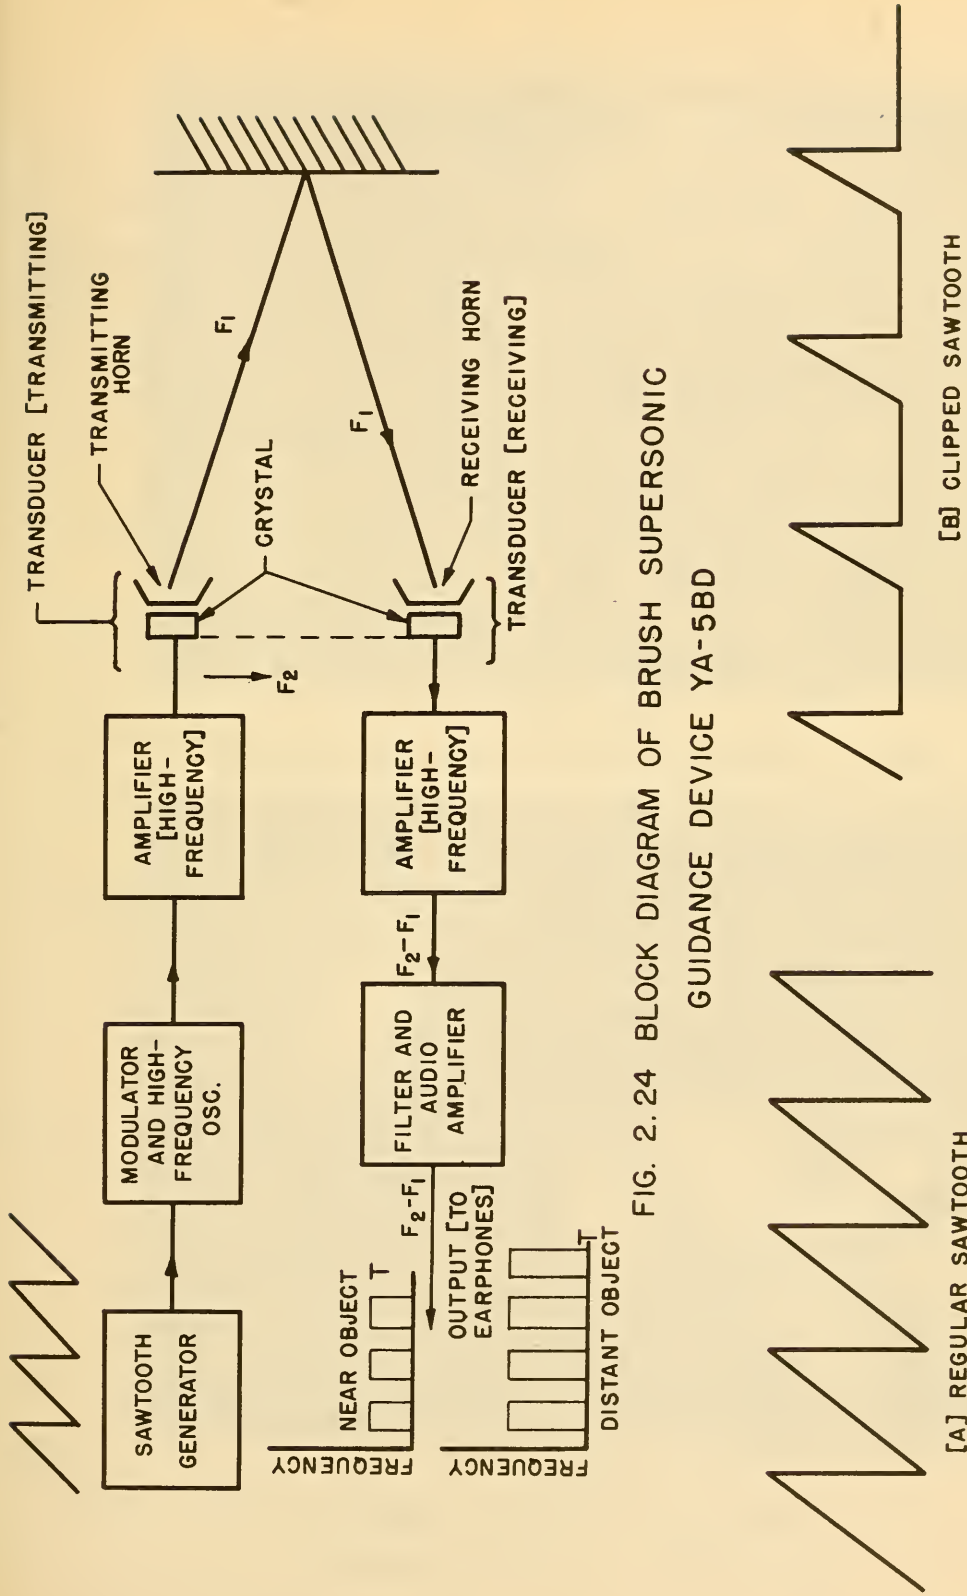 TRANSDUCER [TRANSMITTING]
TRANSMITTING
HORN
F1
F1
CRYSTAL
RECEIVING HORN
TRANSDUCER [RECEIVING]
F2
SAWTOOTH
GENERATOR
MODULATOR
AND HIGH-
FREQUENCY
OSC.
AMPLIFIER
[HIGH-
FREQUENCY]
AMPLIFIER
[HIGH-
FREQUENCY]
F2-F1
FILTER AND
AUDIO
AMPLIFIER
F2-F1
OUTPUT [TO
EARPHONES]
NEAR OBJECT
T
FREQUENCY
FREQUENCY
T
DISTANT OBJECT
FIG. 2.24 BLOCK DIAGRAM OF BRUSH SUPERSONIC
GUIDANCE DEVICE YA-5BD
[A] REGULAR SAWTOOTH
[B] CLIPPED SAWTOOTH